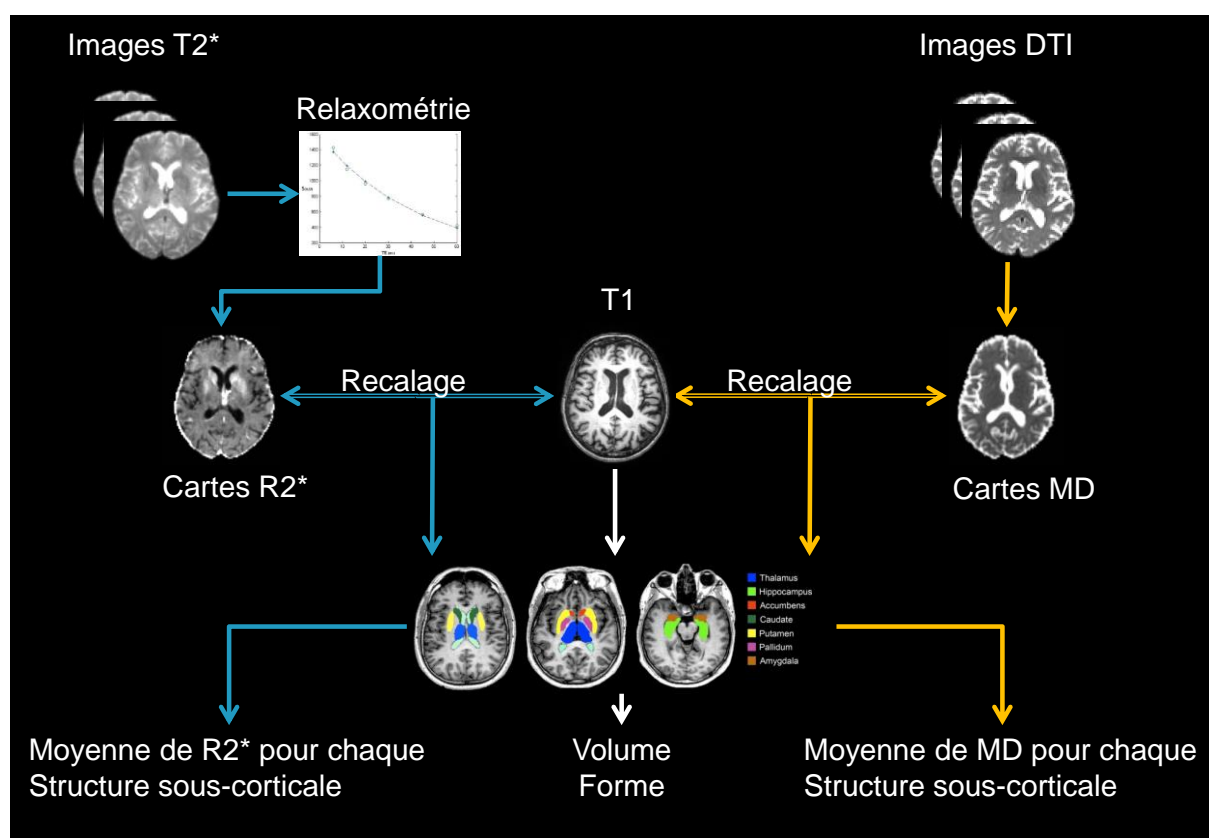 Images T2*
Images DTI
Relaxométrie
T1
Recalage
Recalage
Cartes R2*
Cartes MD
Thalamus
Hippocampus
Accumbens
Caudate
Putamen
Pallidum
Amygdala
Moyenne de R2* pour chaque
Structure sous-corticale
Volume
Forme
Moyenne de MD pour chaque
Structure sous-corticale